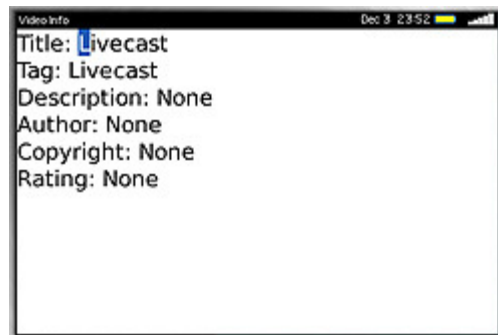 Video Info Dec 3 23:52
Title: Livecast
Tag: Livecast
Description: None
Author: None
Copyright: None
Rating: None